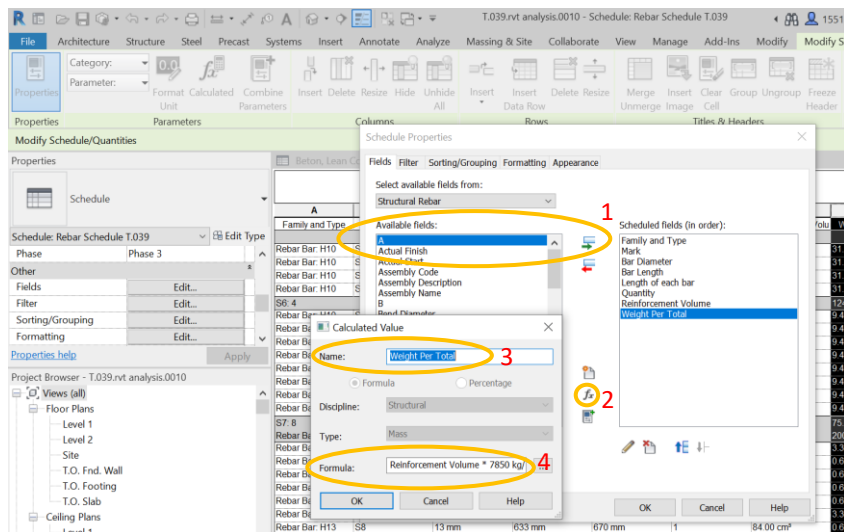 R A T.039.rvt analysis.0010 - Schedule: Rebar Schedule T.039 1551
File Architecture Structure Steel Precast Systems Insert Annotate Analyze Massing & Site Collaborate View Manage Add-Ins Modify Modify S
Properties Category: Parameter: Format Unit Calculated Combine Parameters Insert Delete Resize Hide Unhide All Insert Insert Data Row Delete Resize Merge Unmerge Insert Image Clear Cell Group Ungroup Freeze Header
Properties Parameters Columns Rows Titles & Headers
Modify Schedule/Quantities
Properties
Schedule
Schedule: Rebar Schedule T.039 Edit Type
Phase Phase 3
Other
Fields Edit...
Filter Edit...
Sorting/Grouping Edit...
Formatting Edit...
Properties help Apply
Project Browser - T.039.rvt analysis.0010
Views (all)
Floor Plans
Level 1
Level 2
Site
T.O. Fnd. Wall
T.O. Footing
T.O. Slab
Ceiling Plans
Beton, Lean
A
Family and Type
Rebar Bar: H10
Rebar Bar: H10
Rebar Bar: H10
S6: 4
S7: 8
Schedule Properties
Fields Filter Sorting/Grouping Formatting Appearance
Select available fields from:
Structural Rebar
1
Available fields:
A
Actual Finish
Actual Start
Assembly Code
Assembly Description
Assembly Name
B
Bend Diameter
Scheduled fields (in order):
Family and Type
Mark
Bar Diameter
Bar Length
Length of each bar
Quantity
Reinforcement Volume
Weight Per Total
fx 2
OK Cancel Help
Calculated Value
Name: Weight Per Total 3
Formula Percentage
Discipline: Structural
Type: Mass
Formula: Reinforcement Volume * 7850 kg/ ... 4
OK Cancel Help
Rebar Bar: H13 S8 13 mm 633 mm 670 mm 1 84.00 cm³